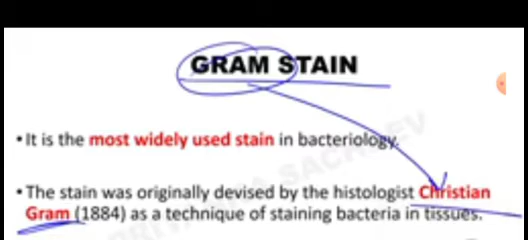 GRAM STAIN
•It is the most widely used stain in bacteriology.
•The stain was originally devised by the histologist Christian
Gram (1884) as a technique of staining bacteria in tissues.